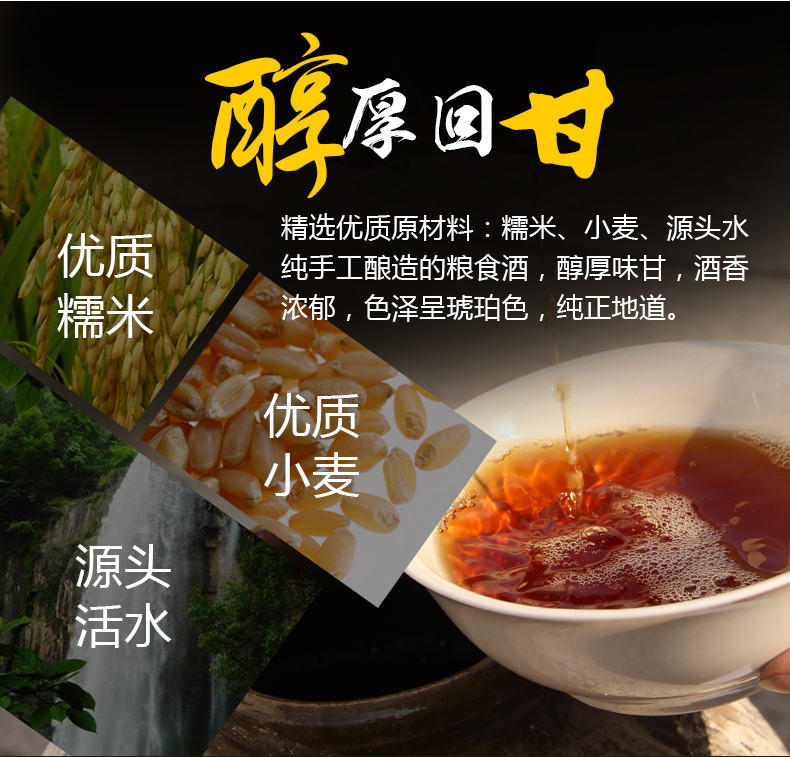 醇厚回甘
精选优质原材料：糯米、小麦、源头水
纯手工酿造的粮食酒，醇厚味甘，酒香
浓郁，色泽呈琥珀色，纯正地道。
优质
糯米
优质
小麦
源头
活水